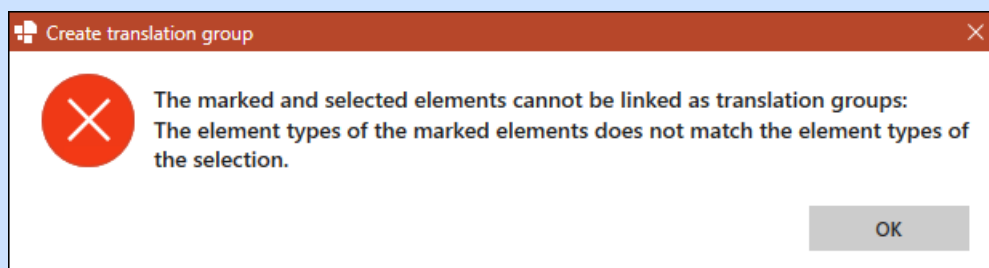 Create translation group
The marked and selected elements cannot be linked as translation groups:
The element types of the marked elements does not match the element types of
the selection.
OK